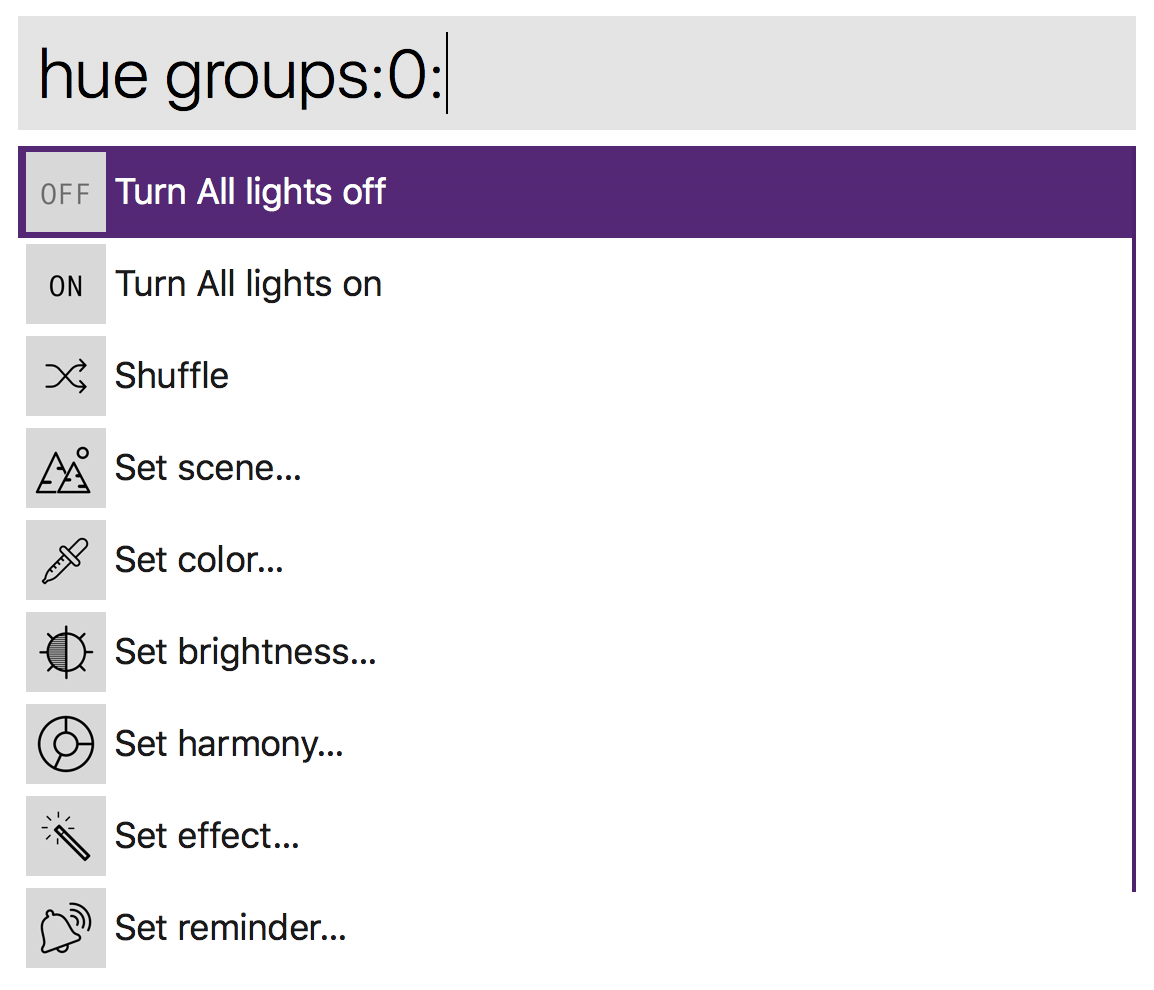 hue groups:0:
OFF Turn All lights off
ON Turn All lights on
Shuffle
Set scene...
Set color...
Set brightness...
Set harmony...
Set effect...
Set reminder...